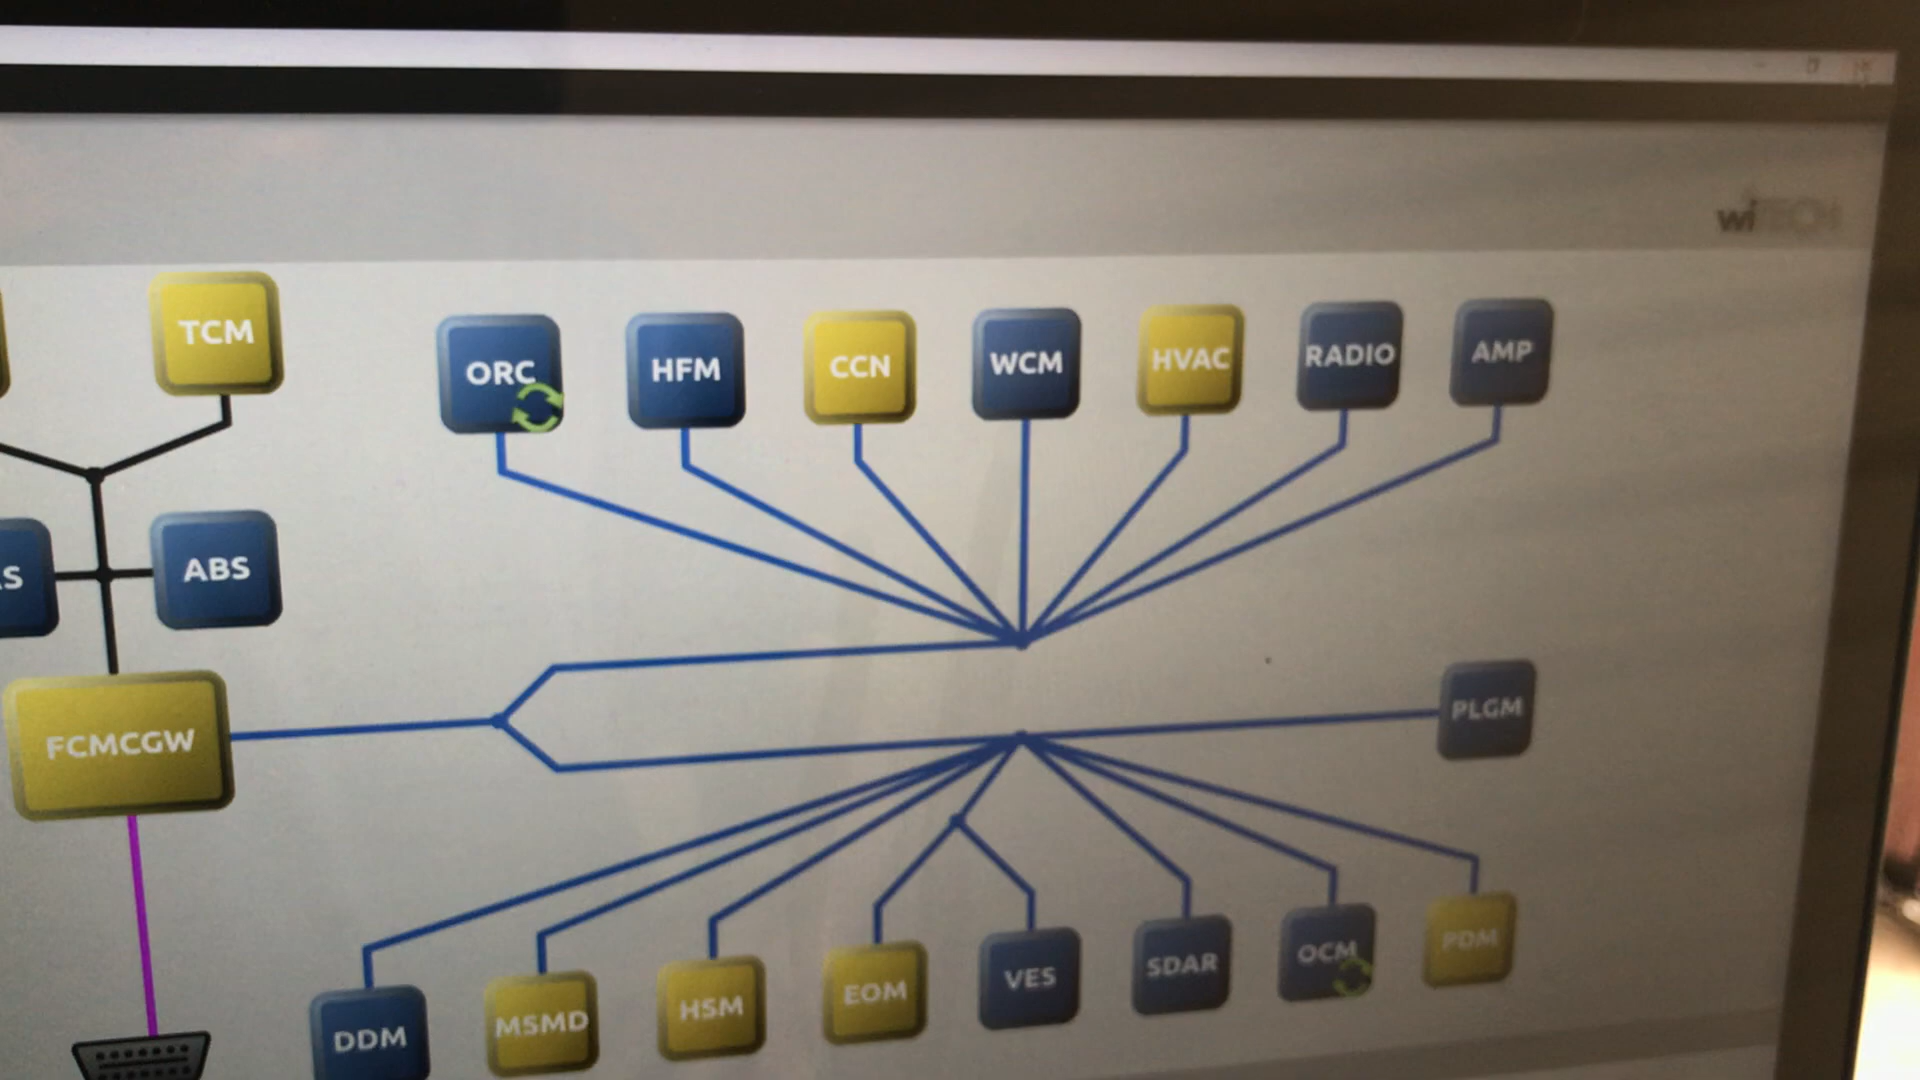 wiTECH
TCM
ORC
HFM
CCN
WCM
HVAC
RADIO
AMP
ABS
FCMCGW
PLGM
DDM
MSMD
HSM
EOM
VES
SDAR
OCM
PDM